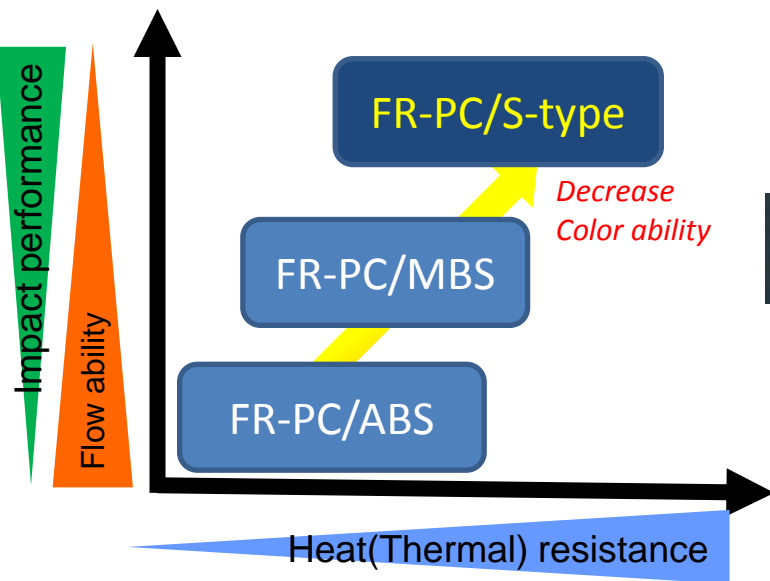 Impact performance
Flow ability
FR-PC/S-type
Decrease
Color ability
FR-PC/MBS
FR-PC/ABS
Heat(Thermal) resistance